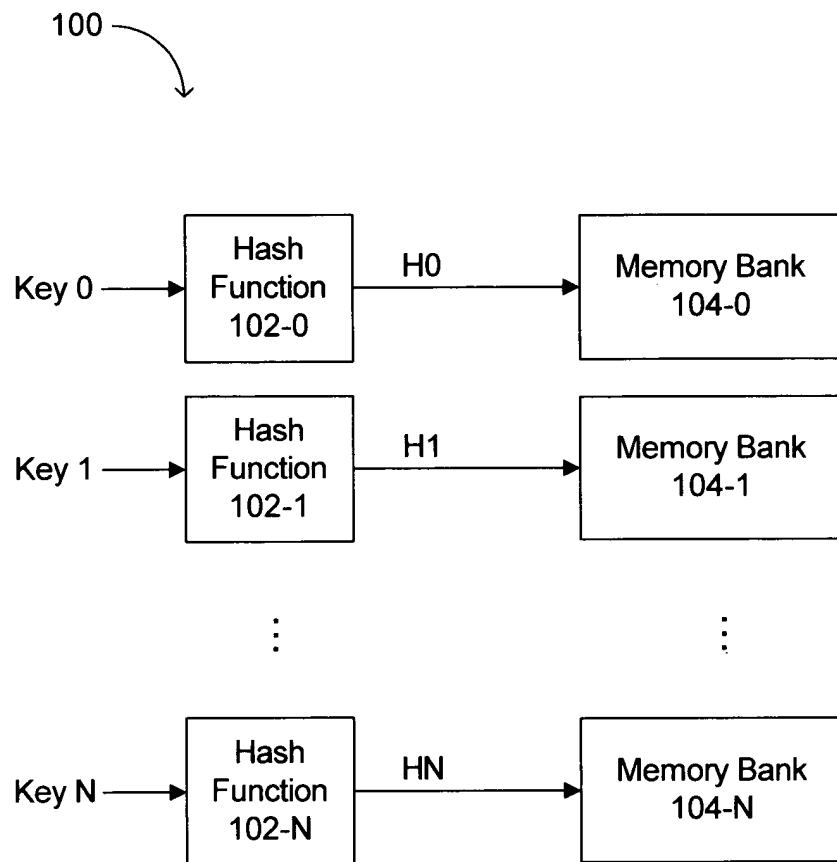 100
Key 0
Hash
Function
102-0
H0
Memory Bank
104-0
Key 1
Hash
Function
102-1
H1
Memory Bank
104-1
Key N
Hash
Function
102-N
HN
Memory Bank
104-N